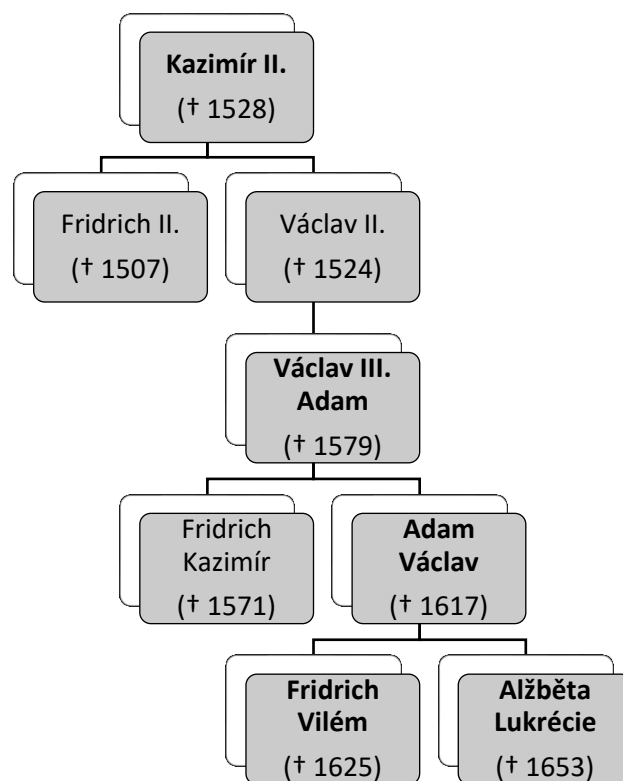 Kazimír II.
(† 1528)
Fridrich II.
(† 1507)
Václav II.
(† 1524)
Václav III.
Adam
(† 1579)
Fridrich
Kazimír
(† 1571)
Adam
Václav
(† 1617)
Fridrich
Vilém
(† 1625)
Alžběta
Lukrécie
(† 1653)